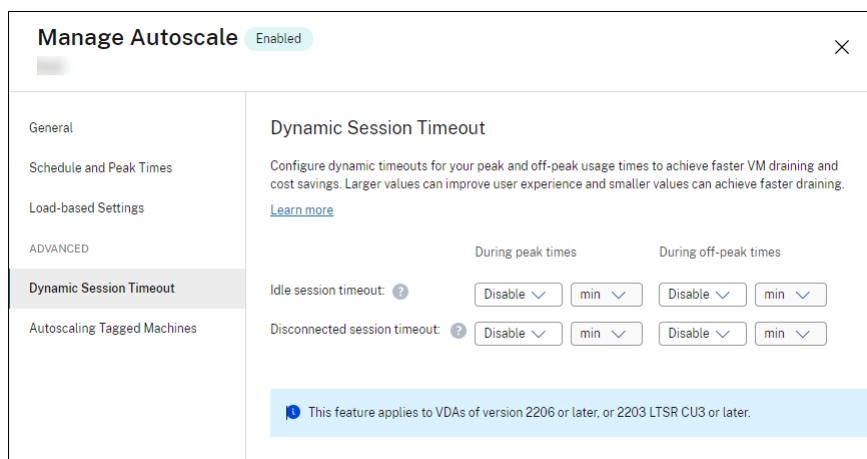 Manage Autoscale Enabled
General
Schedule and Peak Times
Load-based Settings
ADVANCED
Dynamic Session Timeout
Autoscaling Tagged Machines
Dynamic Session Timeout
Configure dynamic timeouts for your peak and off-peak usage times to achieve faster VM draining and
cost savings. Larger values can improve user experience and smaller values can achieve faster draining.
Learn more
During peak times During off-peak times
Idle session timeout: ? Disable min Disable min
Disconnected session timeout: ? Disable min Disable min
i This feature applies to VDAs of version 2206 or later, or 2203 LTSR CU3 or later.